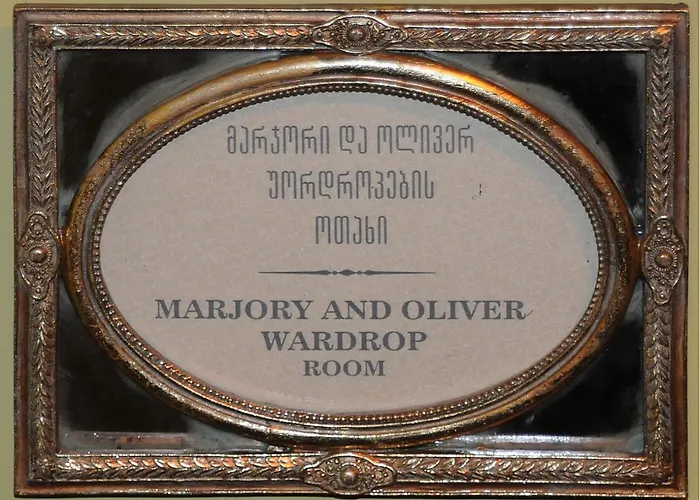 მარჯორი და ოლივერ
უორდროპების
ოთახი
MARJORY AND OLIVER
WARDROP
ROOM